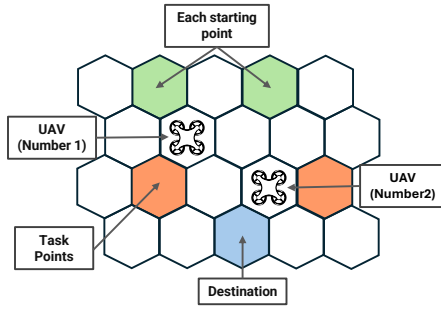 Each starting
point
UAV
(Number 1)
UAV
(Number2)
Task
Points
Destination